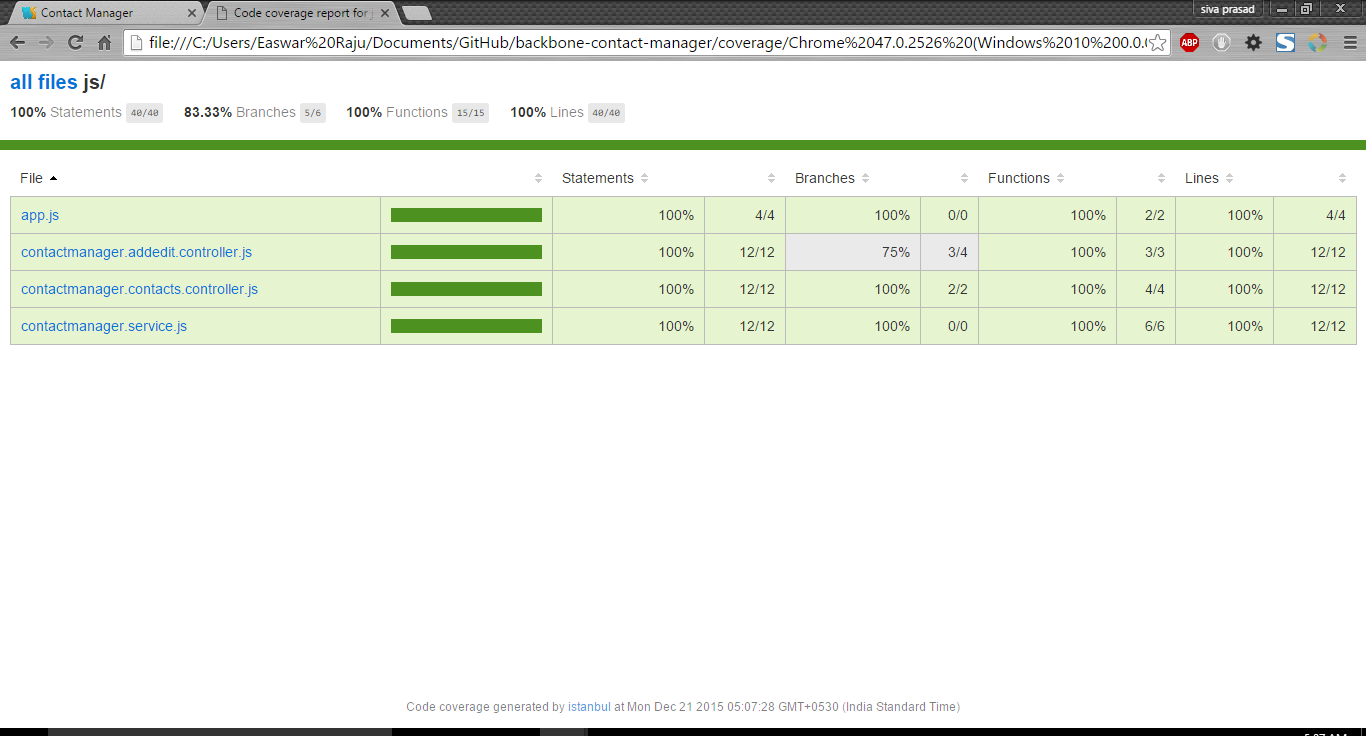 Contact Manager
Code coverage report for
siva prasad
file:///C:/Users/Easwar%20Raju/Documents/GitHub/backbone-contact-manager/coverage/Chrome%2047.0.2526%20(Windows%2010%200.0.
ABP
S
all files js/
100% Statements 40/40 83.33% Branches 5/6 100% Functions 15/15 100% Lines 40/40
File Statements Branches Functions Lines
app.js 100% 4/4 100% 0/0 100% 2/2 100% 4/4
contactmanager.addedit.controller.js 100% 12/12 75% 3/4 100% 3/3 100% 12/12
contactmanager.contacts.controller.js 100% 12/12 100% 2/2 100% 4/4 100% 12/12
contactmanager.service.js 100% 12/12 100% 0/0 100% 6/6 100% 12/12
Code coverage generated by istanbul at Mon Dec 21 2015 05:07:28 GMT+0530 (India Standard Time)